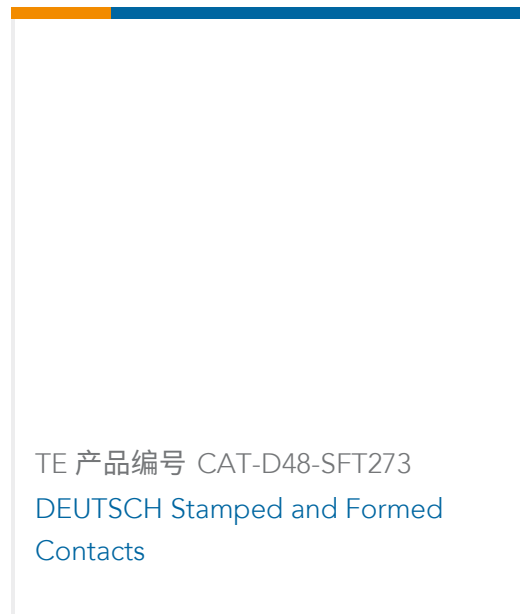 TE 产品编号 CAT-D48-SFT273
DEUTSCH Stamped and Formed
Contacts